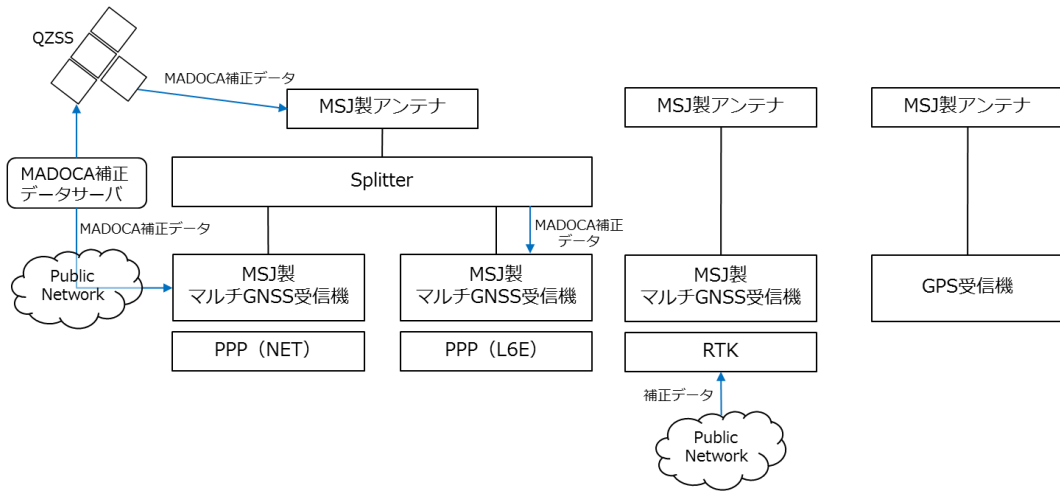 QZSS
MADOCA補正データ
MSJ製アンテナ
MSJ製アンテナ
MSJ製アンテナ
MADOCA補正
データサーバ
Splitter
MADOCA補正データ
MADOCA補正
データ
Public
Network
MSJ製
マルチGNSS受信機
MSJ製
マルチGNSS受信機
MSJ製
マルチGNSS受信機
GPS受信機
PPP（NET）
PPP（L6E）
RTK
補正データ
Public
Network